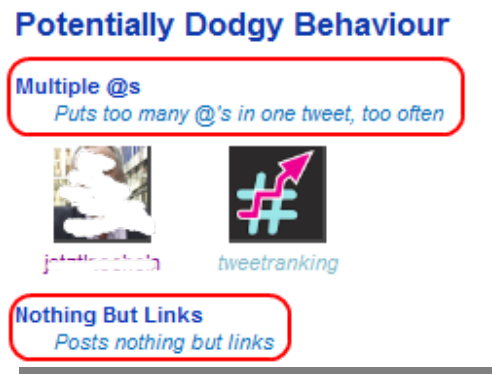 Potentially Dodgy Behaviour
Multiple @s
Puts too many @'s in one tweet, too often
tweetranking
Nothing But Links
Posts nothing but links